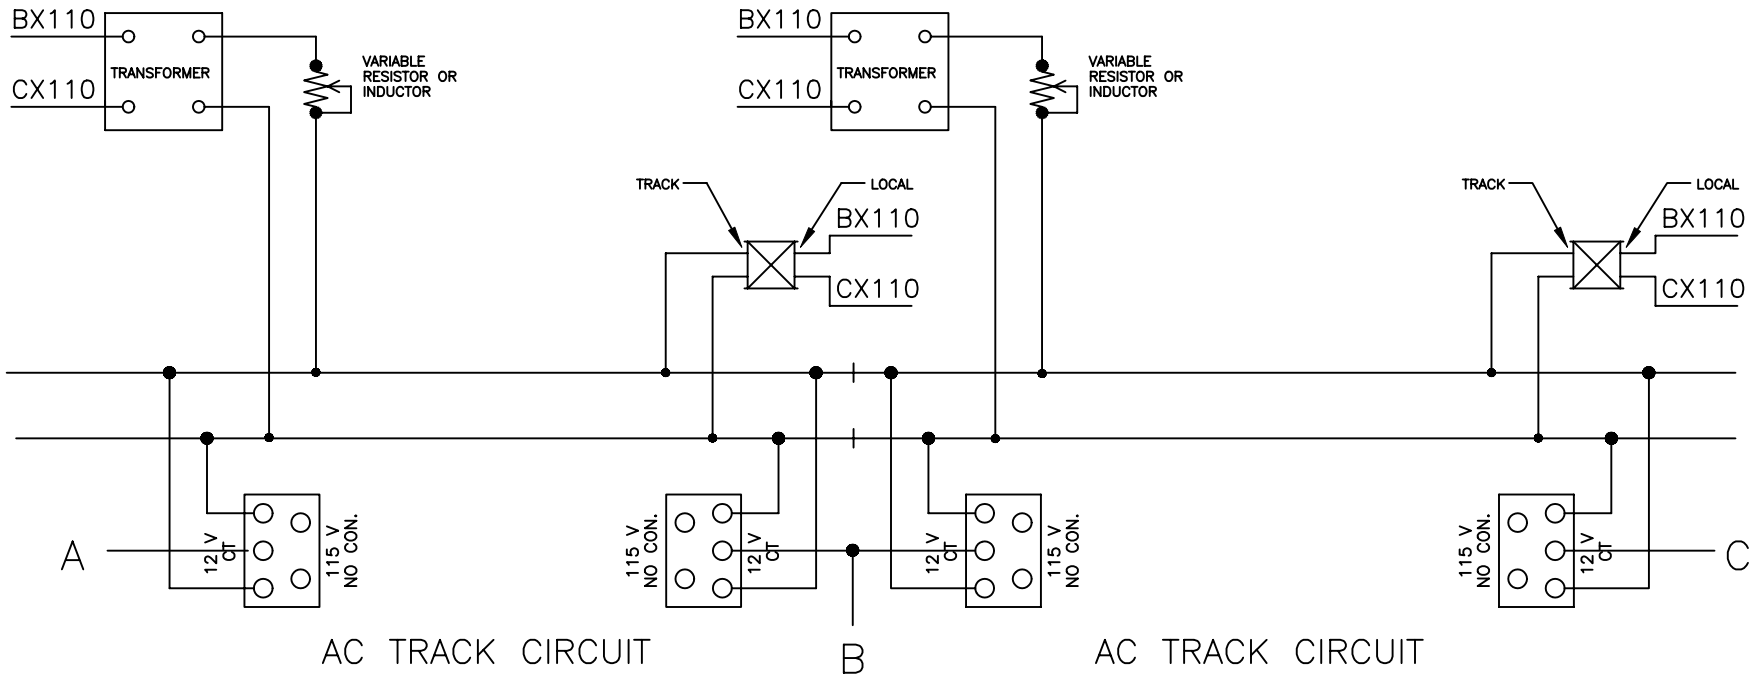 BX110
TRANSFORMER
CX110
VARIABLE
RESISTOR OR
INDUCTOR
BX110
TRANSFORMER
CX110
VARIABLE
RESISTOR OR
INDUCTOR
TRACK
LOCAL
BX110
CX110
TRACK
LOCAL
BX110
CX110
A
12 V
CT
115 V
NO CON.
115 V
NO CON.
12 V
CT
12 V
CT
115 V
NO CON.
115 V
NO CON.
12 V
CT
C
AC TRACK CIRCUIT
B
AC TRACK CIRCUIT